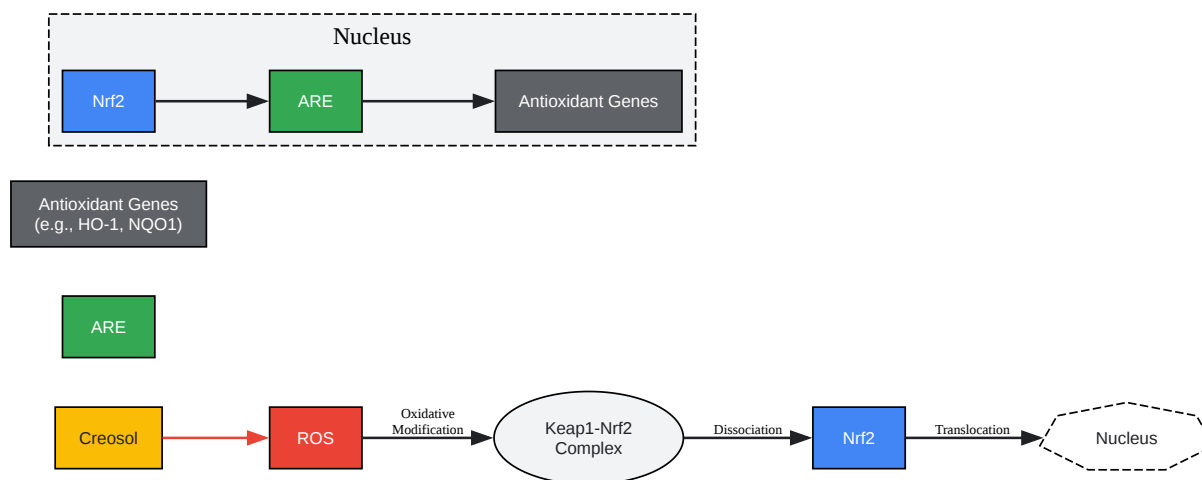 Nucleus
Nrf2
ARE
Antioxidant Genes
Antioxidant Genes
(e.g., HO-1, NQO1)
ARE
Creosol
ROS
Oxidative
Modification
Keap1-Nrf2
Complex
Dissociation
Nrf2
Translocation
Nucleus